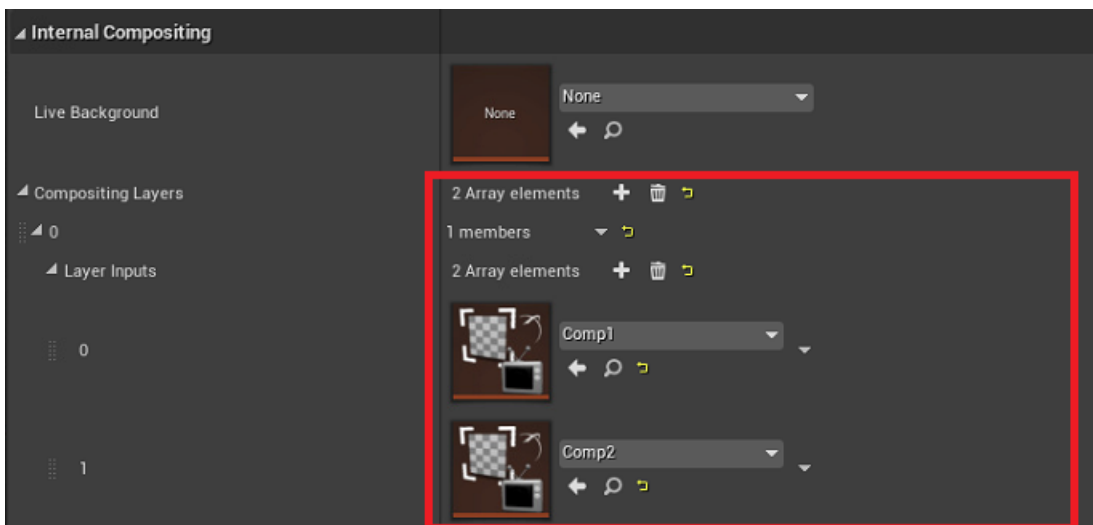 Internal Compositing
Live Background
None
None
Compositing Layers
2 Array elements
0
1 members
Layer Inputs
2 Array elements
0
Comp1
1
Comp2